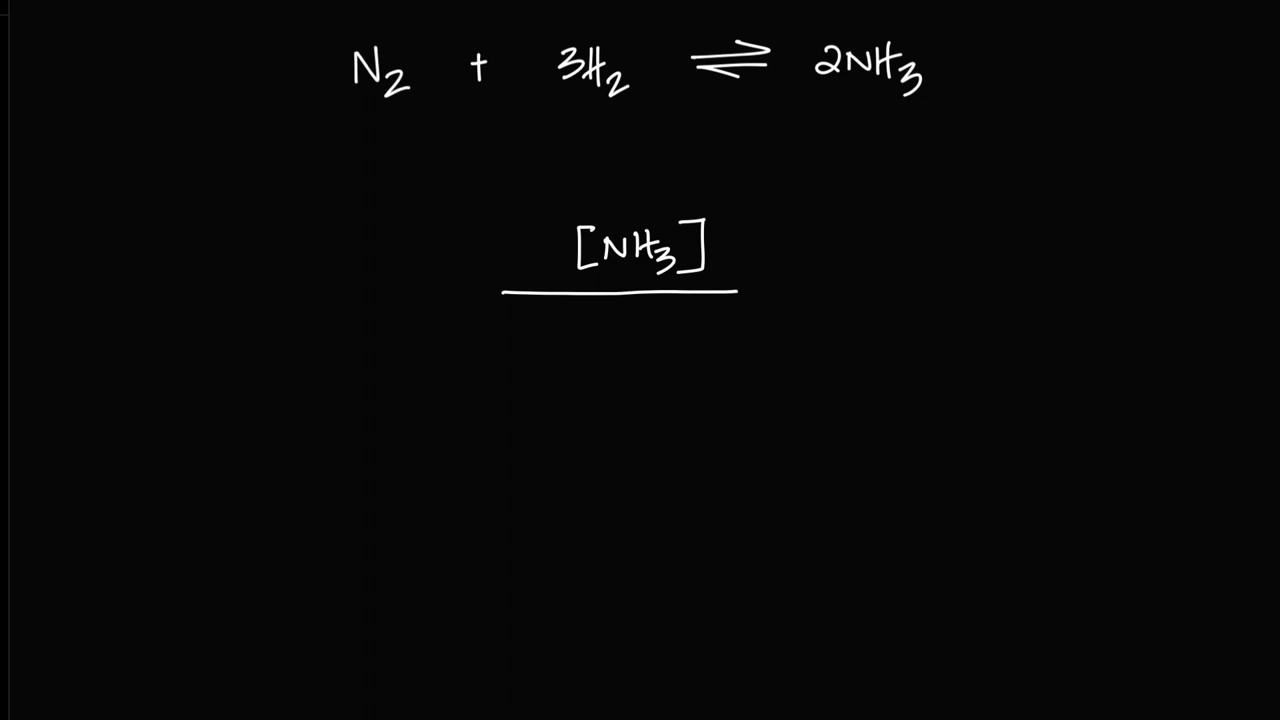 N₂ + 3H₂ ⇌ 2NH₃
[NH₃]